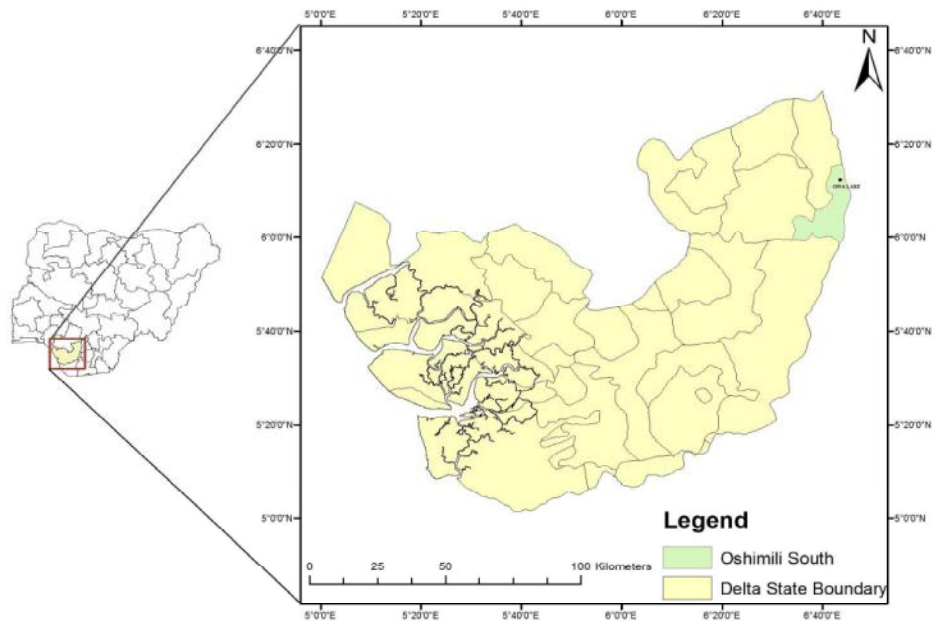 5°0'0"E 5°20'0"E 5°40'0"E 6°0'0"E 6°20'0"E 6°40'0"E
N
6°40'0"N 6°40'0"N
6°20'0"N 6°20'0"N
6°0'0"N 6°0'0"N
5°40'0"N 5°40'0"N
5°20'0"N 5°20'0"N
5°0'0"N 5°0'0"N
Legend
Oshimili South
Delta State Boundary
0 25 50 100 Kilometers
5°0'0"E 5°20'0"E 5°40'0"E 6°0'0"E 6°20'0"E 6°40'0"E